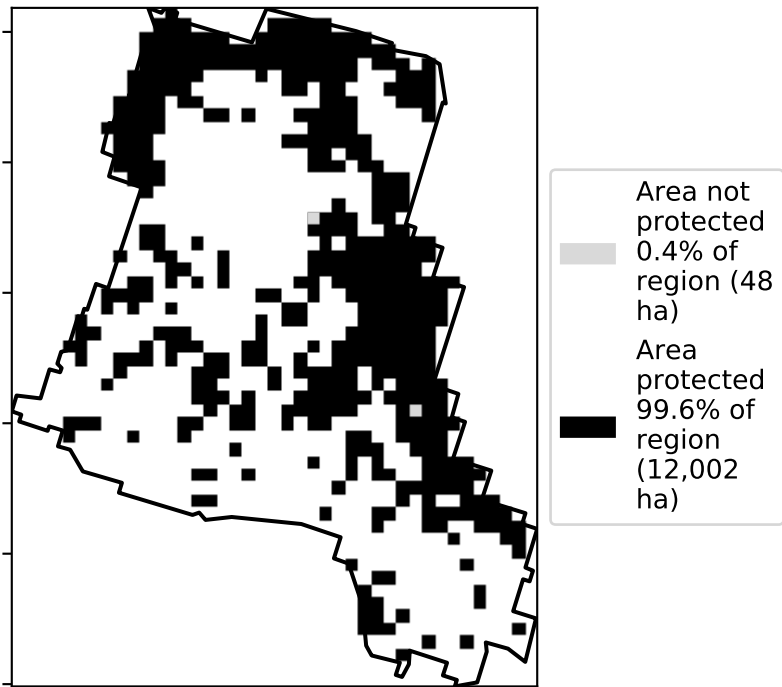 Area not
protected
0.4% of
region (48
ha)
Area
protected
99.6% of
region
(12,002
ha)